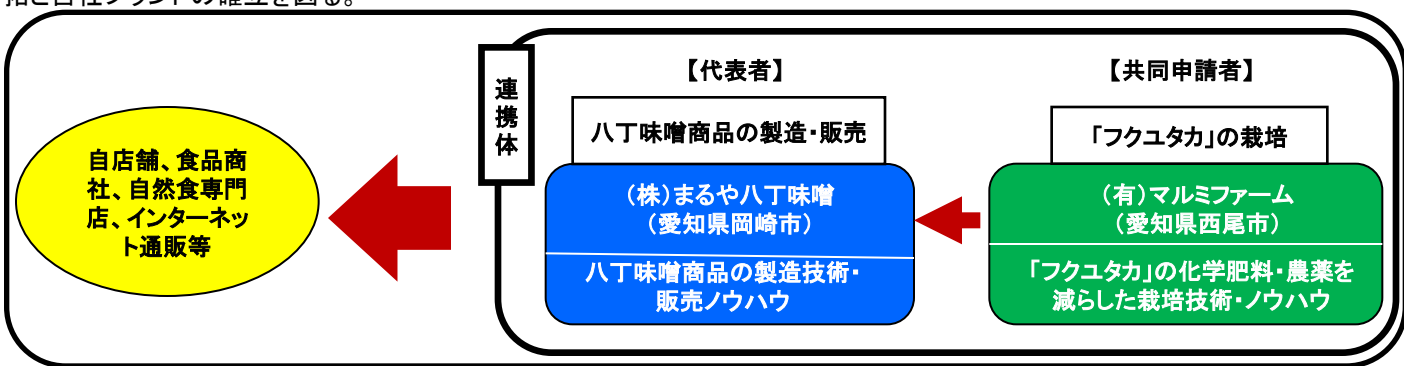 拓と自社ブランドの確立を図る。
連携体
【代表者】
【共同申請者】
八丁味噌商品の製造・販売
「フクユタカ」の栽培
自店舗、食品商
社、自然食専門
店、インターネッ
ト通販等
（株）まるや八丁味噌
（愛知県岡崎市）
（有）マルミファーム
（愛知県西尾市）
八丁味噌商品の製造技術・
販売ノウハウ
「フクユタカ」の化学肥料・農薬を
減らした栽培技術・ノウハウ